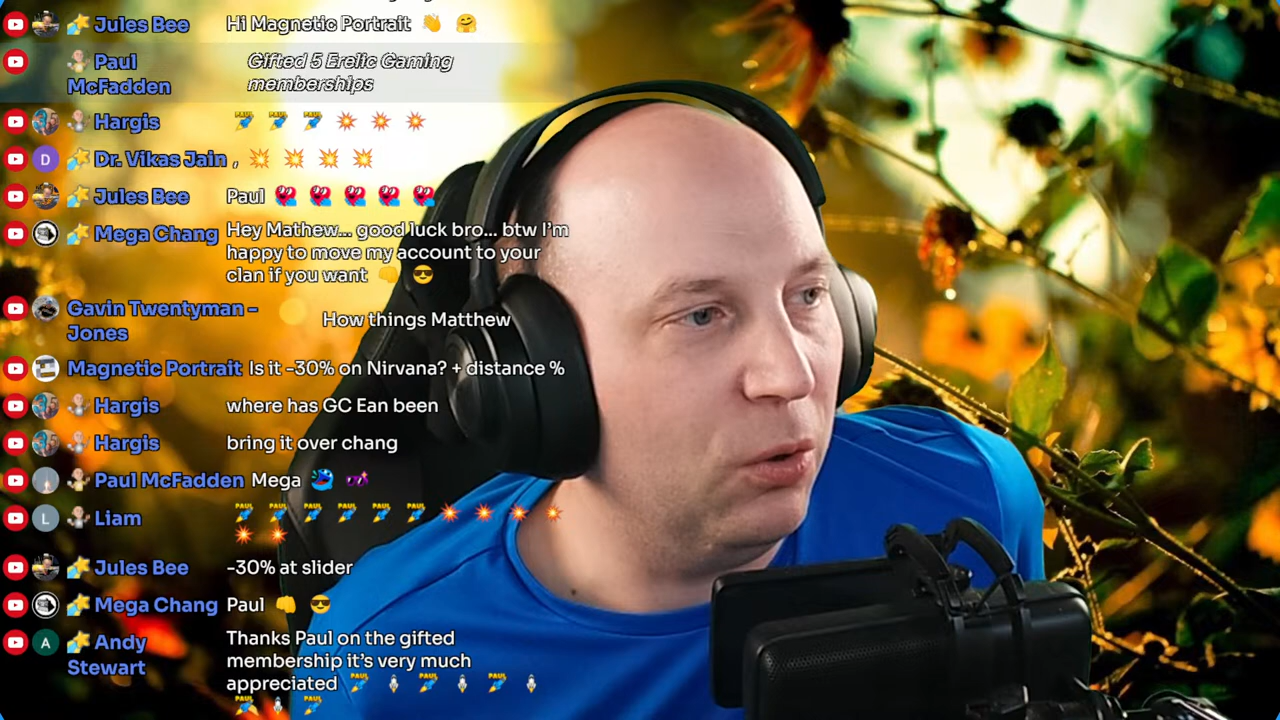 Jules Bee Hi Magnetic Portrait
Paul Gifted 5 Erelic Gaming
McFadden memberships
Hargis
D Dr. Vikas Jain ,
Jules Bee Paul
Mega Chang Hey Mathew... good luck bro... btw I'm
happy to move my account to your
clan if you want
Gavin Twentyman -
Jones How things Matthew
Magnetic Portrait Is it -30% on Nirvana? + distance %
Hargis where has GC Ean been
Hargis bring it over chang
Paul McFadden Mega
L Liam
Jules Bee -30% at slider
Mega Chang Paul
A Andy Thanks Paul on the gifted
Stewart membership it's very much
appreciated